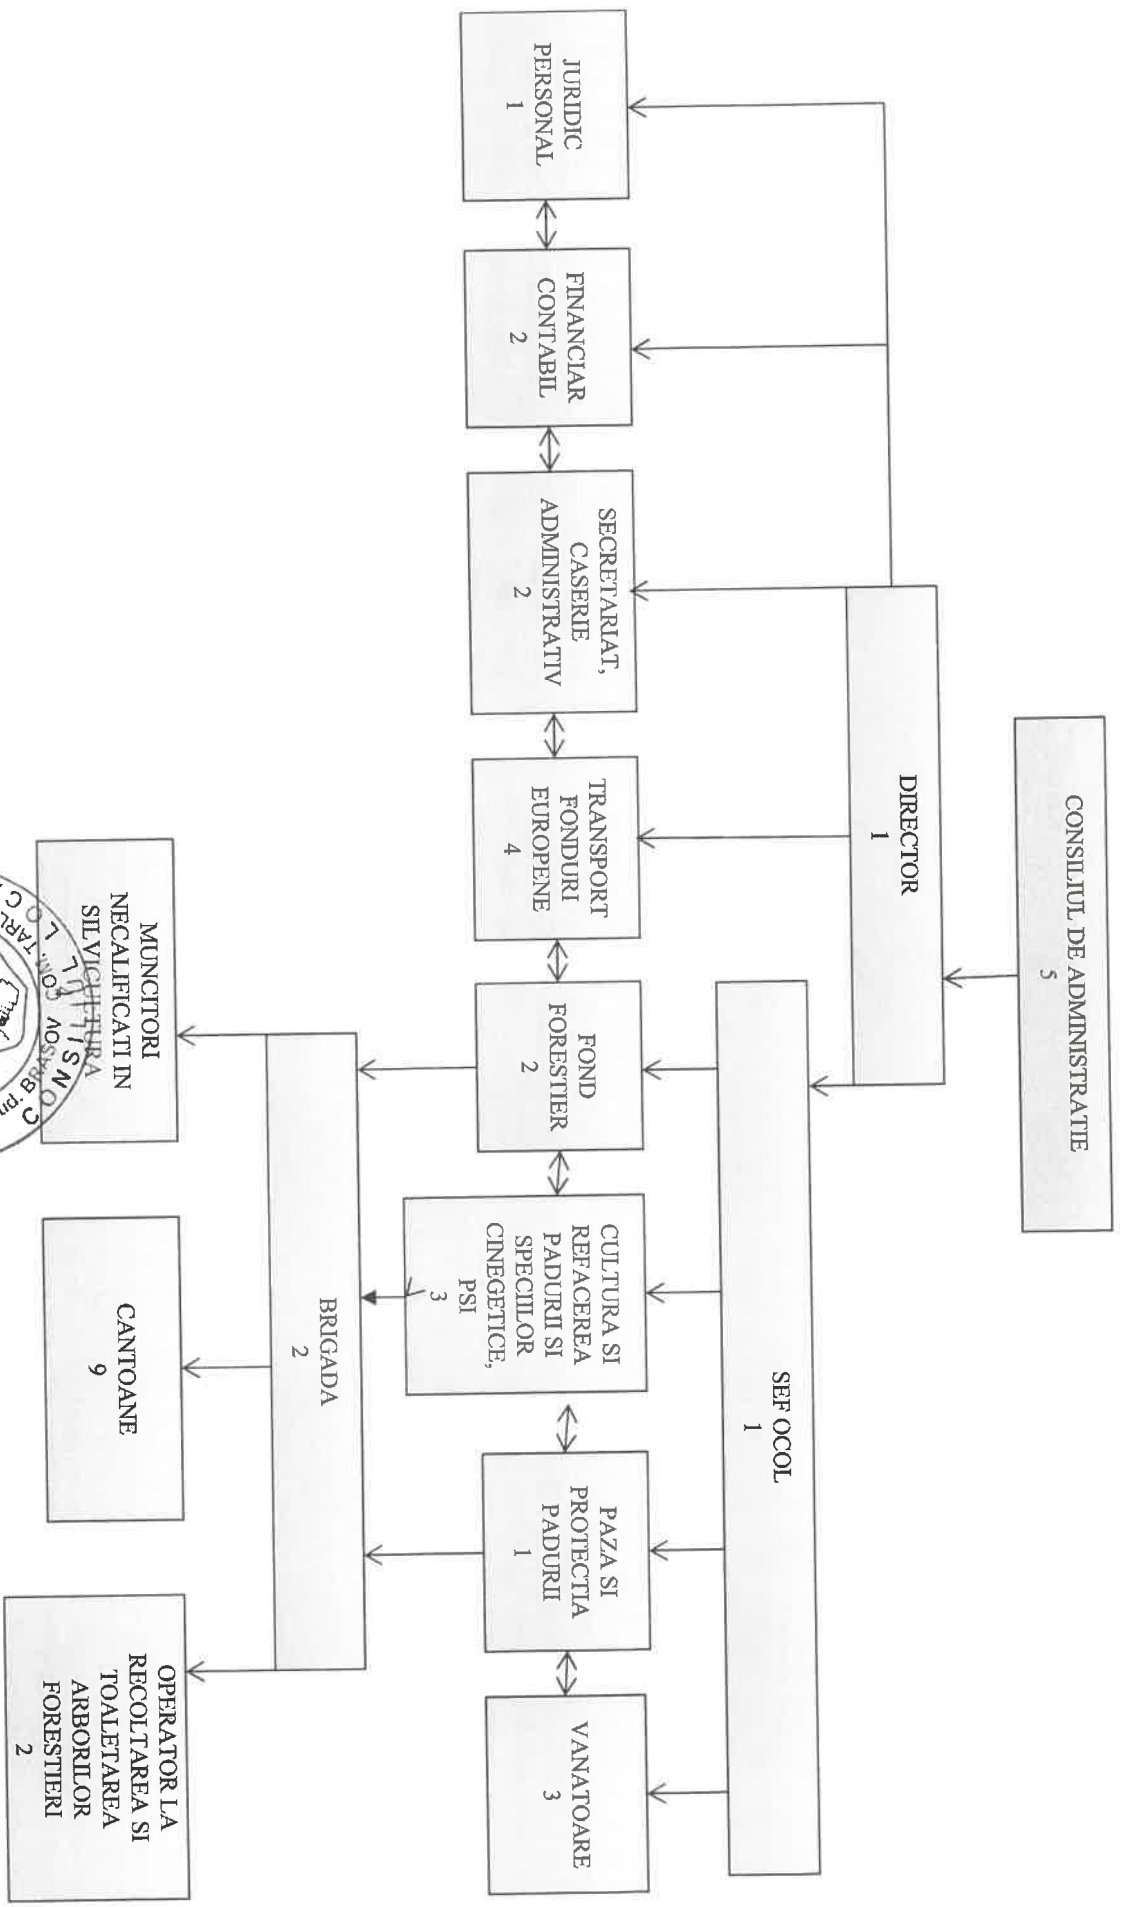 CONSILIUL DE ADMINISTRATIE
5
DIRECTOR
1
SEF OCOL
1
JURIDIC
PERSONAL
1
FINANCIAR
CONTABIL
2
SECRETARIAT,
CASERIE
ADMINISTRATIV
2
TRANSPORT
FONDURI
EUROPENE
4
FOND
FORESTIER
2
CULTURA SI
REFACEREA
PADURII SI
SPECIILOR
CINEGETICE,
PSI
3
PAZA SI
PROTECTIA
PADURII
1
VANATOARE
3
BRIGADA
2
MUNCITORI
NECALIFICATI IN
SILVICULTURA
CANTOANE
9
OPERATOR LA
RECOLTAREA SI
TOALETAREA
ARBORILOR
FORESTIERI
2